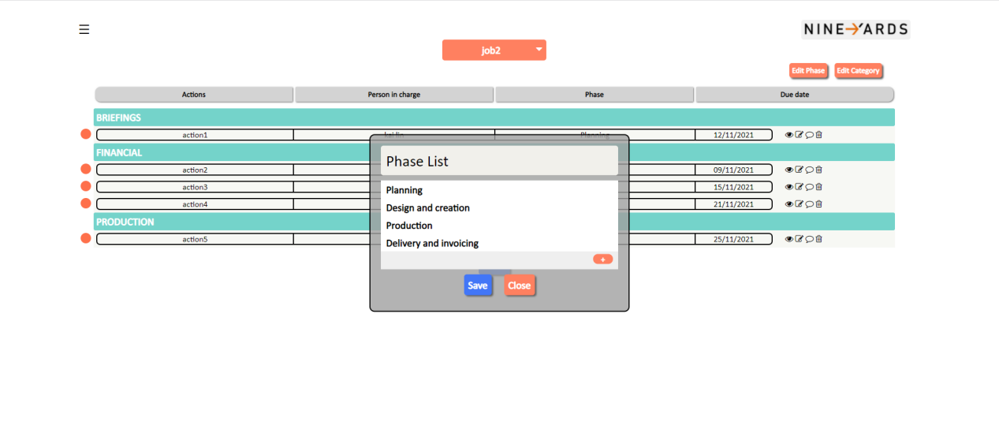 NINEYARDS
job2
Edit Phase Edit Category
Actions Person in charge Phase Due date
BRIEFINGS
action1 kai lin Planning 12/11/2021
FINANCIAL
action2 09/11/2021
action3 15/11/2021
action4 21/11/2021
PRODUCTION
action5 25/11/2021
Phase List
Planning
Design and creation
Production
Delivery and invoicing
+
Save Close